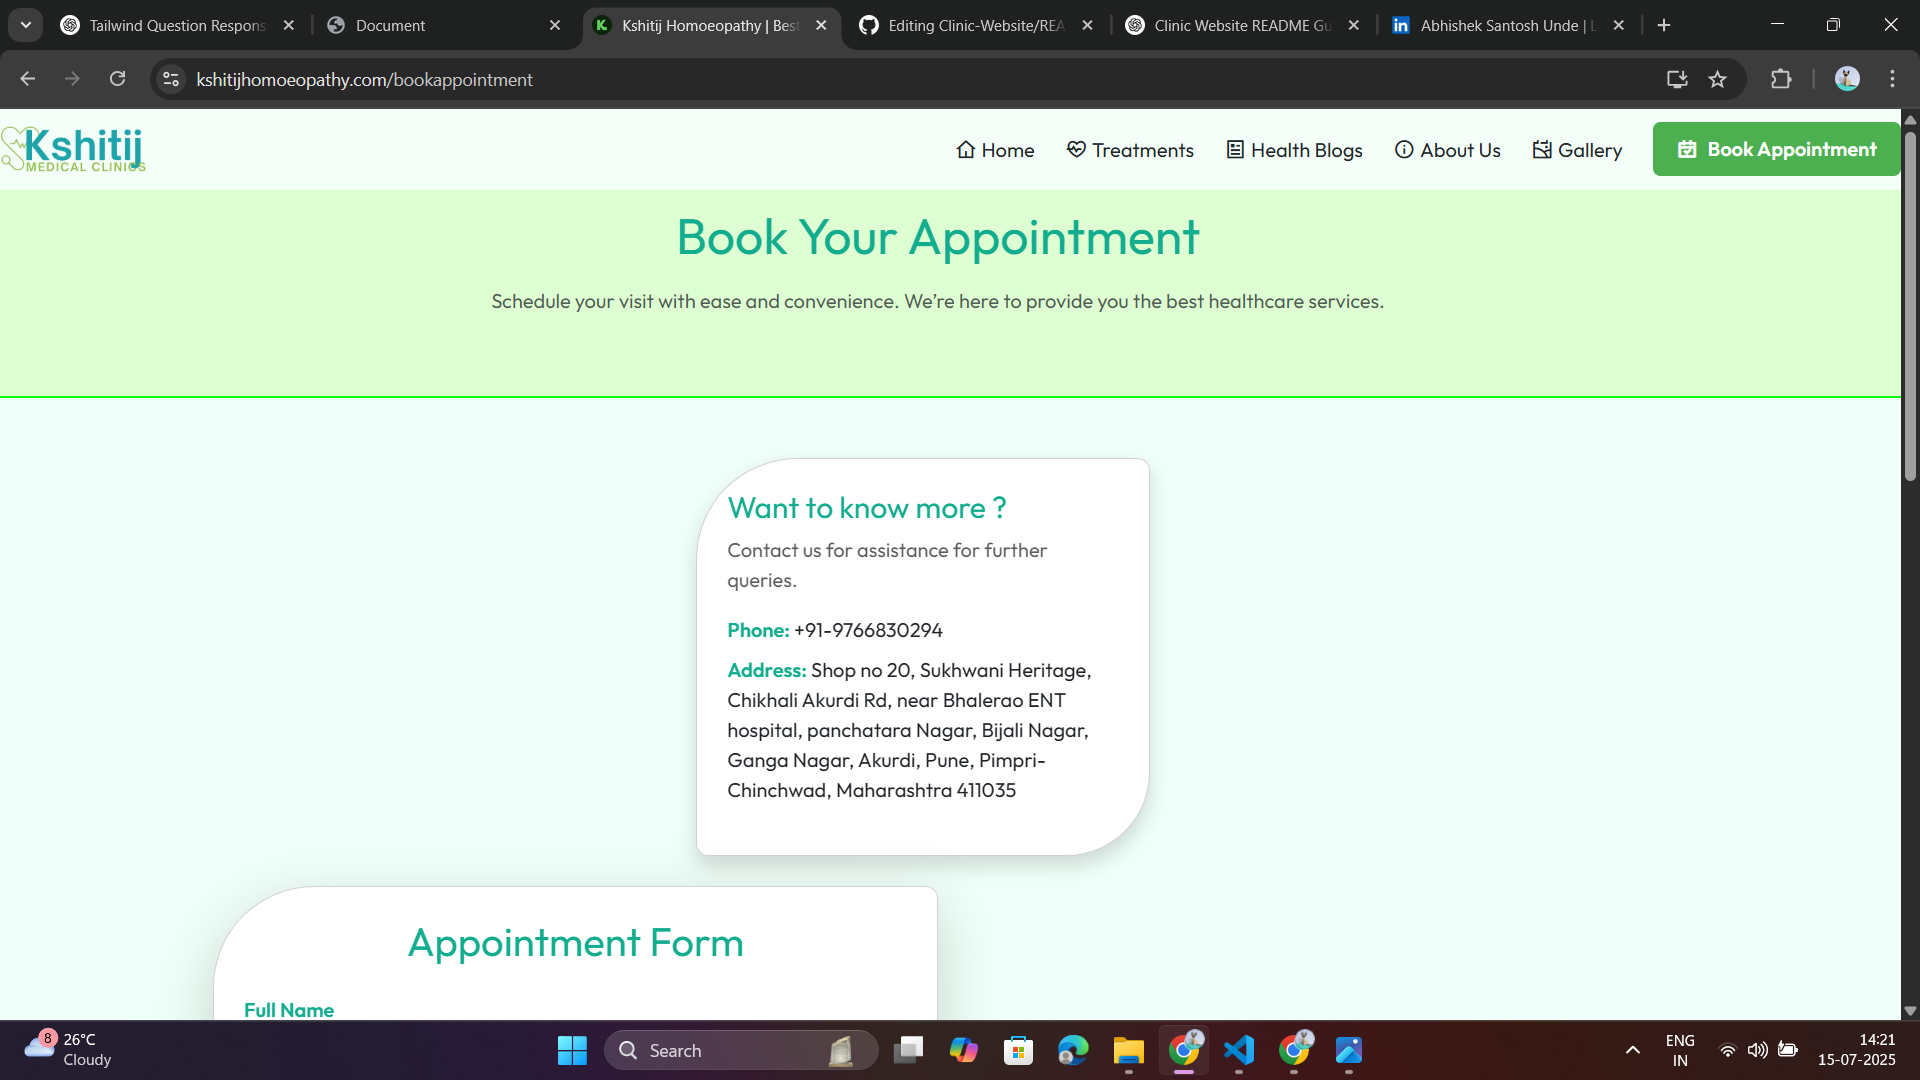 Tailwind Question Respons
Document
Kshitij Homoeopathy | Best
Editing Clinic-Website/REA
Clinic Website README Gu
Abhishek Santosh Unde | L
kshitijhomoeopathy.com/bookappointment
Kshitij
MEDICAL CLINICS
Home
Treatments
Health Blogs
About Us
Gallery
Book Appointment
Book Your Appointment
Schedule your visit with ease and convenience. We’re here to provide you the best healthcare services.
Want to know more ?
Contact us for assistance for further
queries.
Phone: +91-9766830294
Address: Shop no 20, Sukhwani Heritage,
Chikhali Akurdi Rd, near Bhalerao ENT
hospital, panchatara Nagar, Bijali Nagar,
Ganga Nagar, Akurdi, Pune, Pimpri-
Chinchwad, Maharashtra 411035
Appointment Form
Full Name
8
26°C
Cloudy
Search
ENG
IN
14:21
15-07-2025